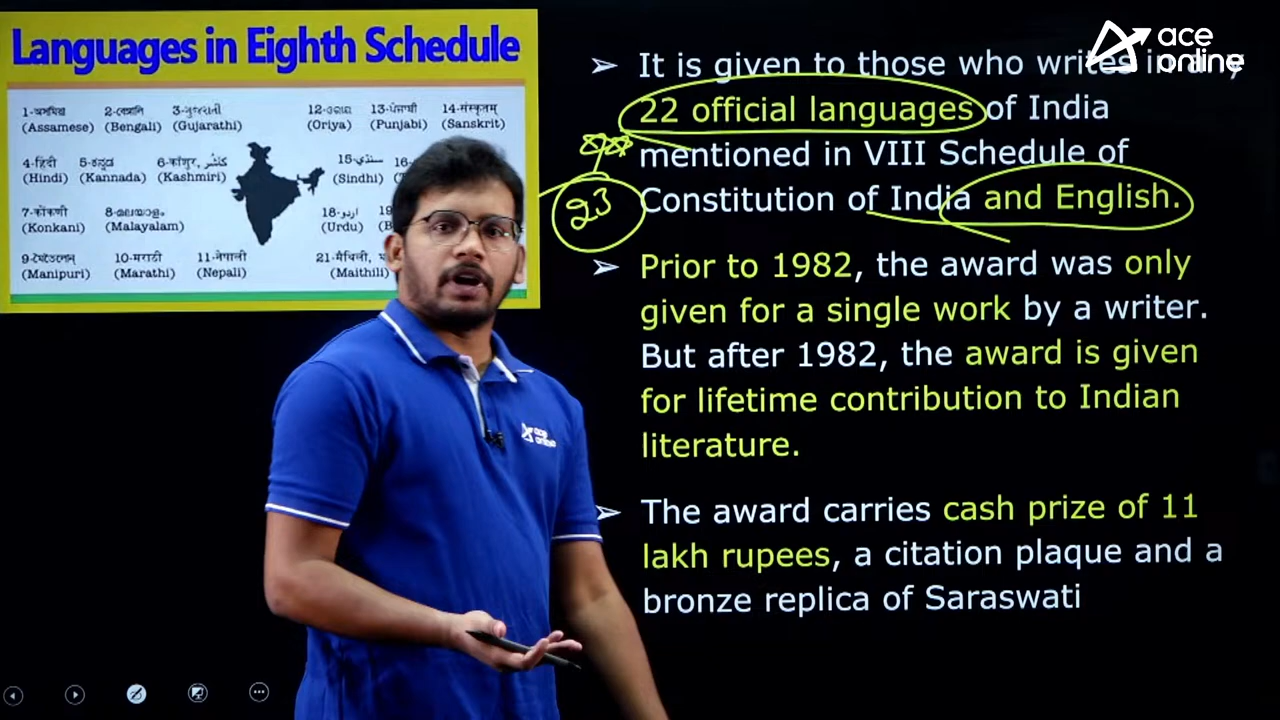 Languages in Eighth Schedule
1-অসমীয়া 2-বেঙ্গালি 3-ગુજરાતી 12-ଓଡ଼ିଆ 13-ਪੰਜਾਬੀ 14-संस्कृतम्
(Assamese) (Bengali) (Gujarathi) (Oriya) (Punjabi) (Sanskrit)
4-हिंदी 5-ಕನ್ನಡ 6-كٲشُر 15-سنڌي 16-
(Hindi) (Kannada) (Kashmiri) (Sindhi)
7-कोंकणी 8-മലയാളം 18-اردو 19
(Konkani) (Malayalam) (Urdu)
9- 10-मराठी 11-नेपाली 21-मैथिली,
(Manipuri) (Marathi) (Nepali) (Maithili)
ace
online
➢ It is given to those who writes in any
22 official languages of India
mentioned in VIII Schedule of
Constitution of India and English.
23
➢ Prior to 1982, the award was only
given for a single work by a writer.
But after 1982, the award is given
for lifetime contribution to Indian
literature.
➢ The award carries cash prize of 11
lakh rupees, a citation plaque and a
bronze replica of Saraswati
ace
online